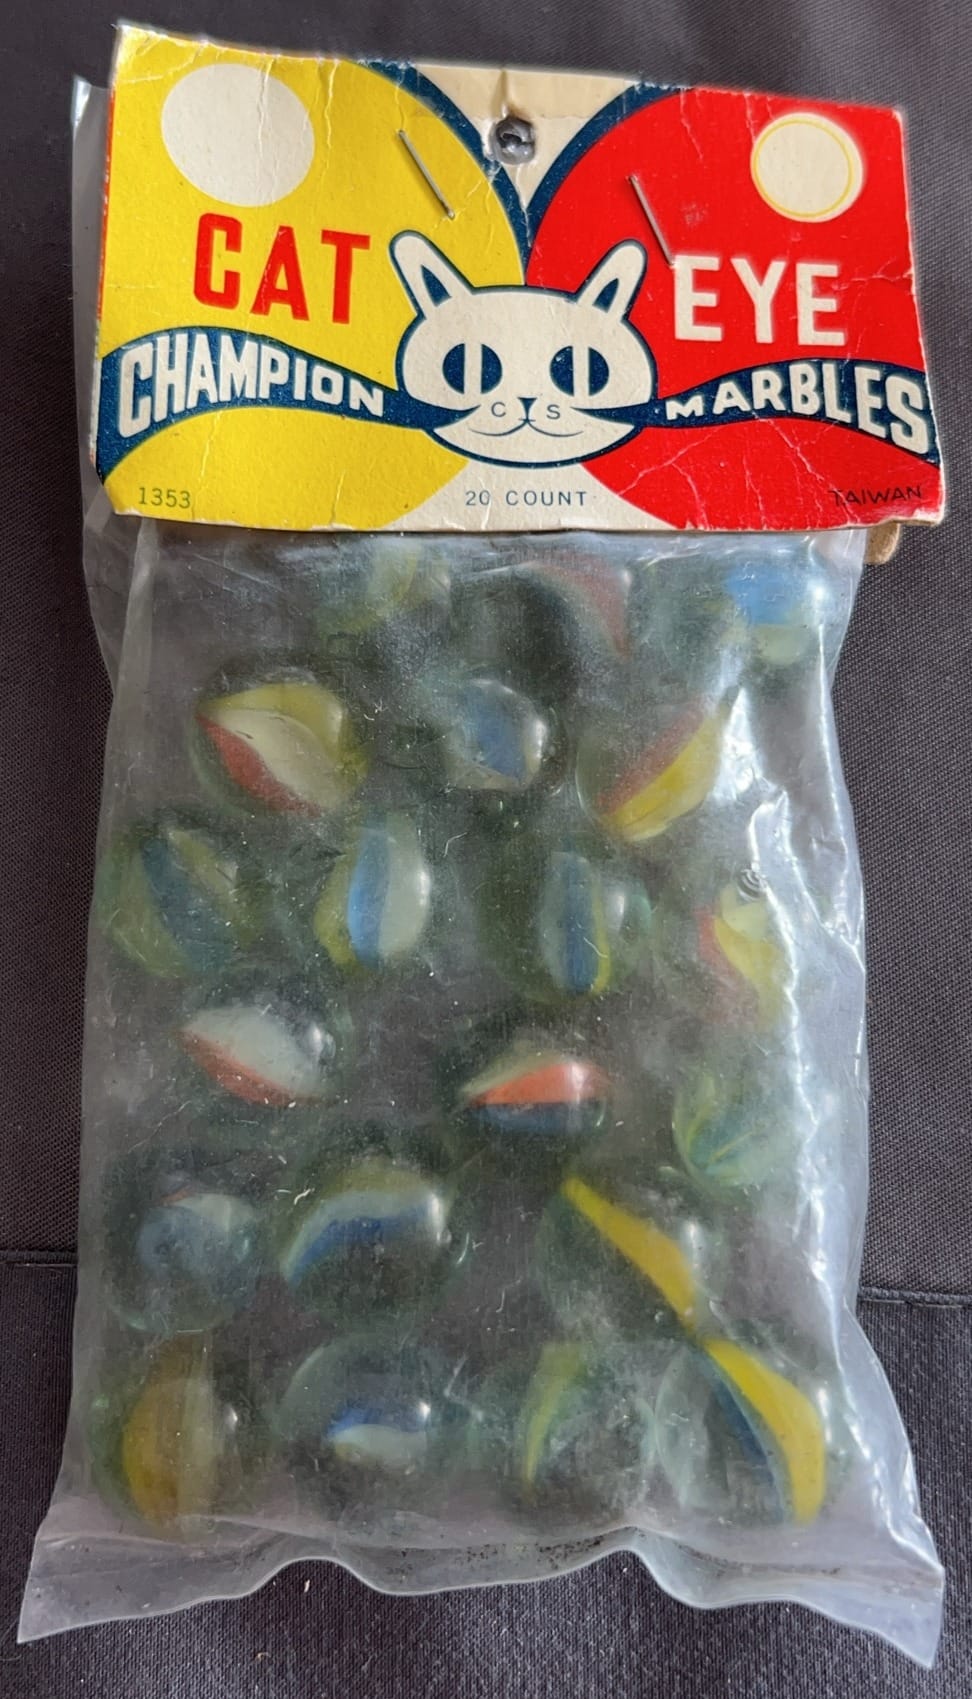 CAT EYE
CHAMPION MARBLES
C S
1353 20 COUNT TAIWAN